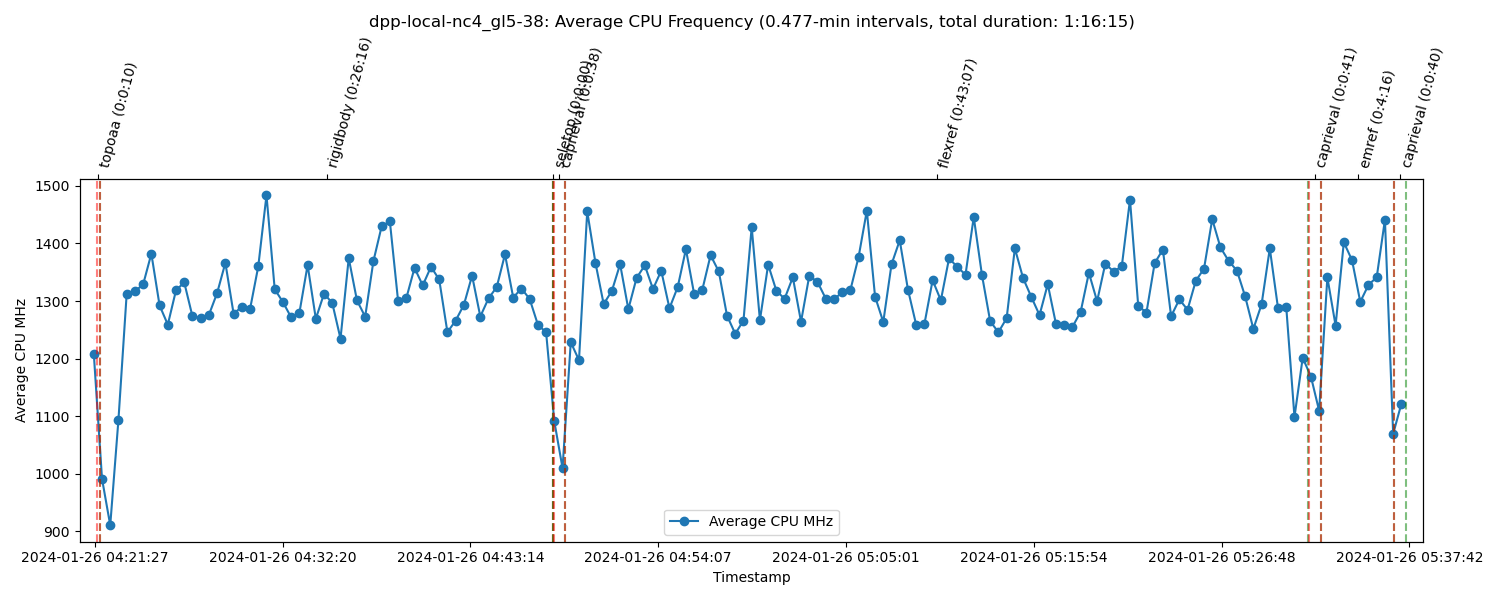 dpp-local-nc4_gl5-38: Average CPU Frequency (0.477-min intervals, total duration: 1:16:15)
topoaa (0:0:10)
rigidbody (0:26:16)
seletop (0:0:00)
caprieval (0:0:38)
flexref (0:43:07)
caprieval (0:0:41)
emref (0:4:16)
caprieval (0:0:40)
1500
1400
1300
1200
1100
1000
900
Average CPU MHz
Average CPU MHz
2024-01-26 04:21:27
2024-01-26 04:32:20
2024-01-26 04:43:14
2024-01-26 04:54:07
2024-01-26 05:05:01
2024-01-26 05:15:54
2024-01-26 05:26:48
2024-01-26 05:37:42
Timestamp